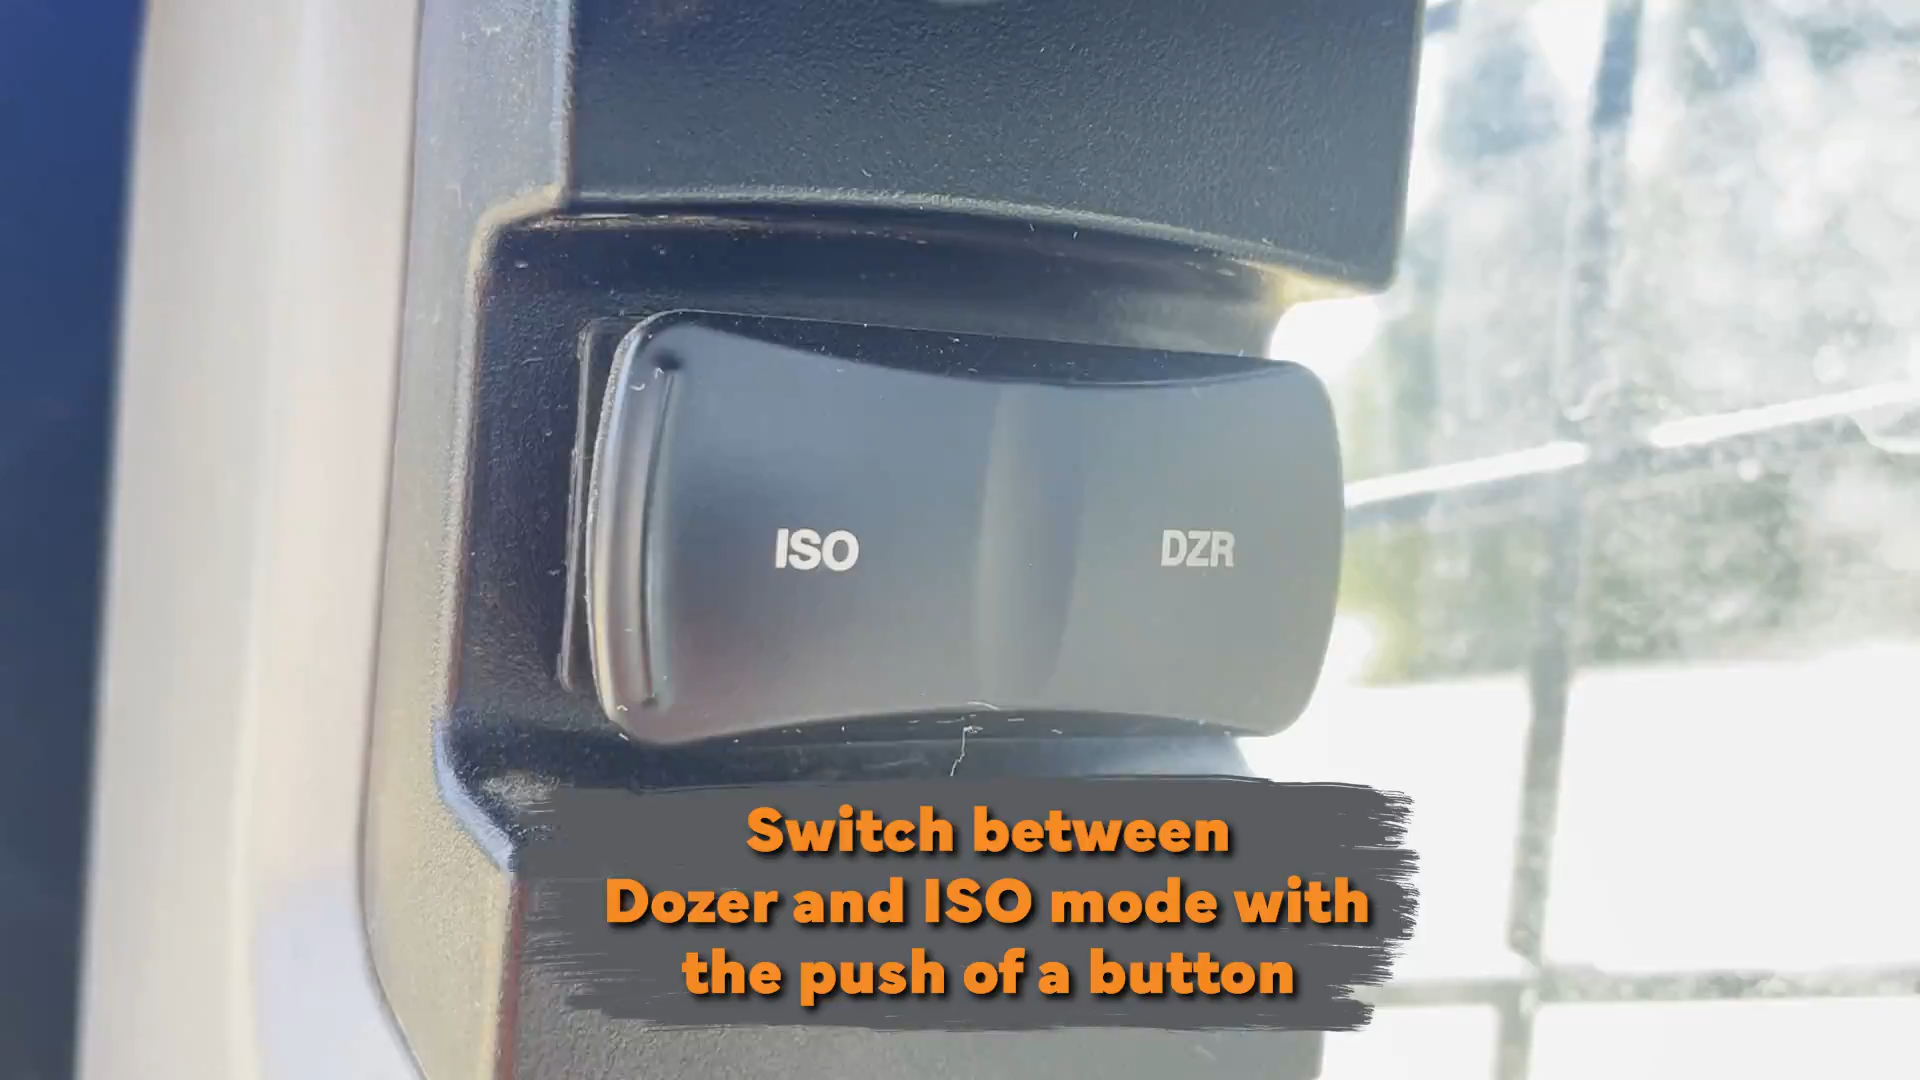 ISO DZR
Switch between
Dozer and ISO mode with
the push of a button